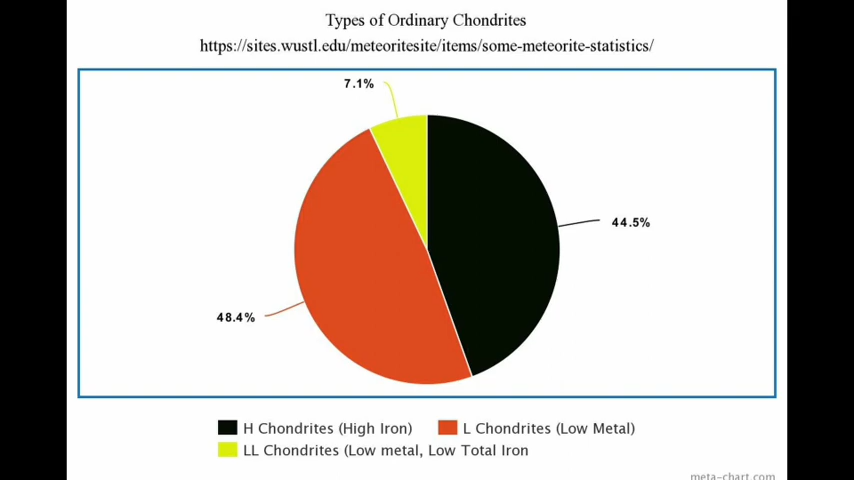 Types of Ordinary Chondrites
https://sites.wustl.edu/meteoritesite/items/some-meteorite-statistics/
7.1%
44.5%
48.4%
H Chondrites (High Iron)
L Chondrites (Low Metal)
LL Chondrites (Low metal, Low Total Iron
meta-chart.com